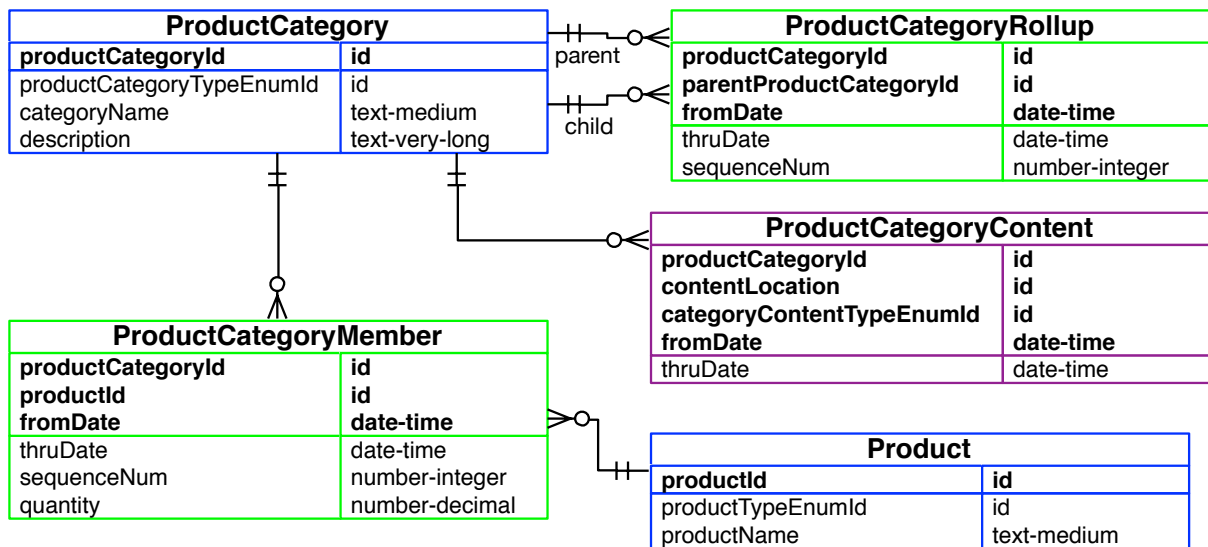 ProductCategory
productCategoryId id
productCategoryTypeEnumId id
categoryName text-medium
description text-very-long
parent
child
ProductCategoryRollup
productCategoryId id
parentProductCategoryId id
fromDate date-time
thruDate date-time
sequenceNum number-integer
ProductCategoryContent
productCategoryId id
contentLocation id
categoryContentTypeEnumId id
fromDate date-time
thruDate date-time
ProductCategoryMember
productCategoryId id
productId id
fromDate date-time
thruDate date-time
sequenceNum number-integer
quantity number-decimal
Product
productId id
productTypeEnumId id
productName text-medium